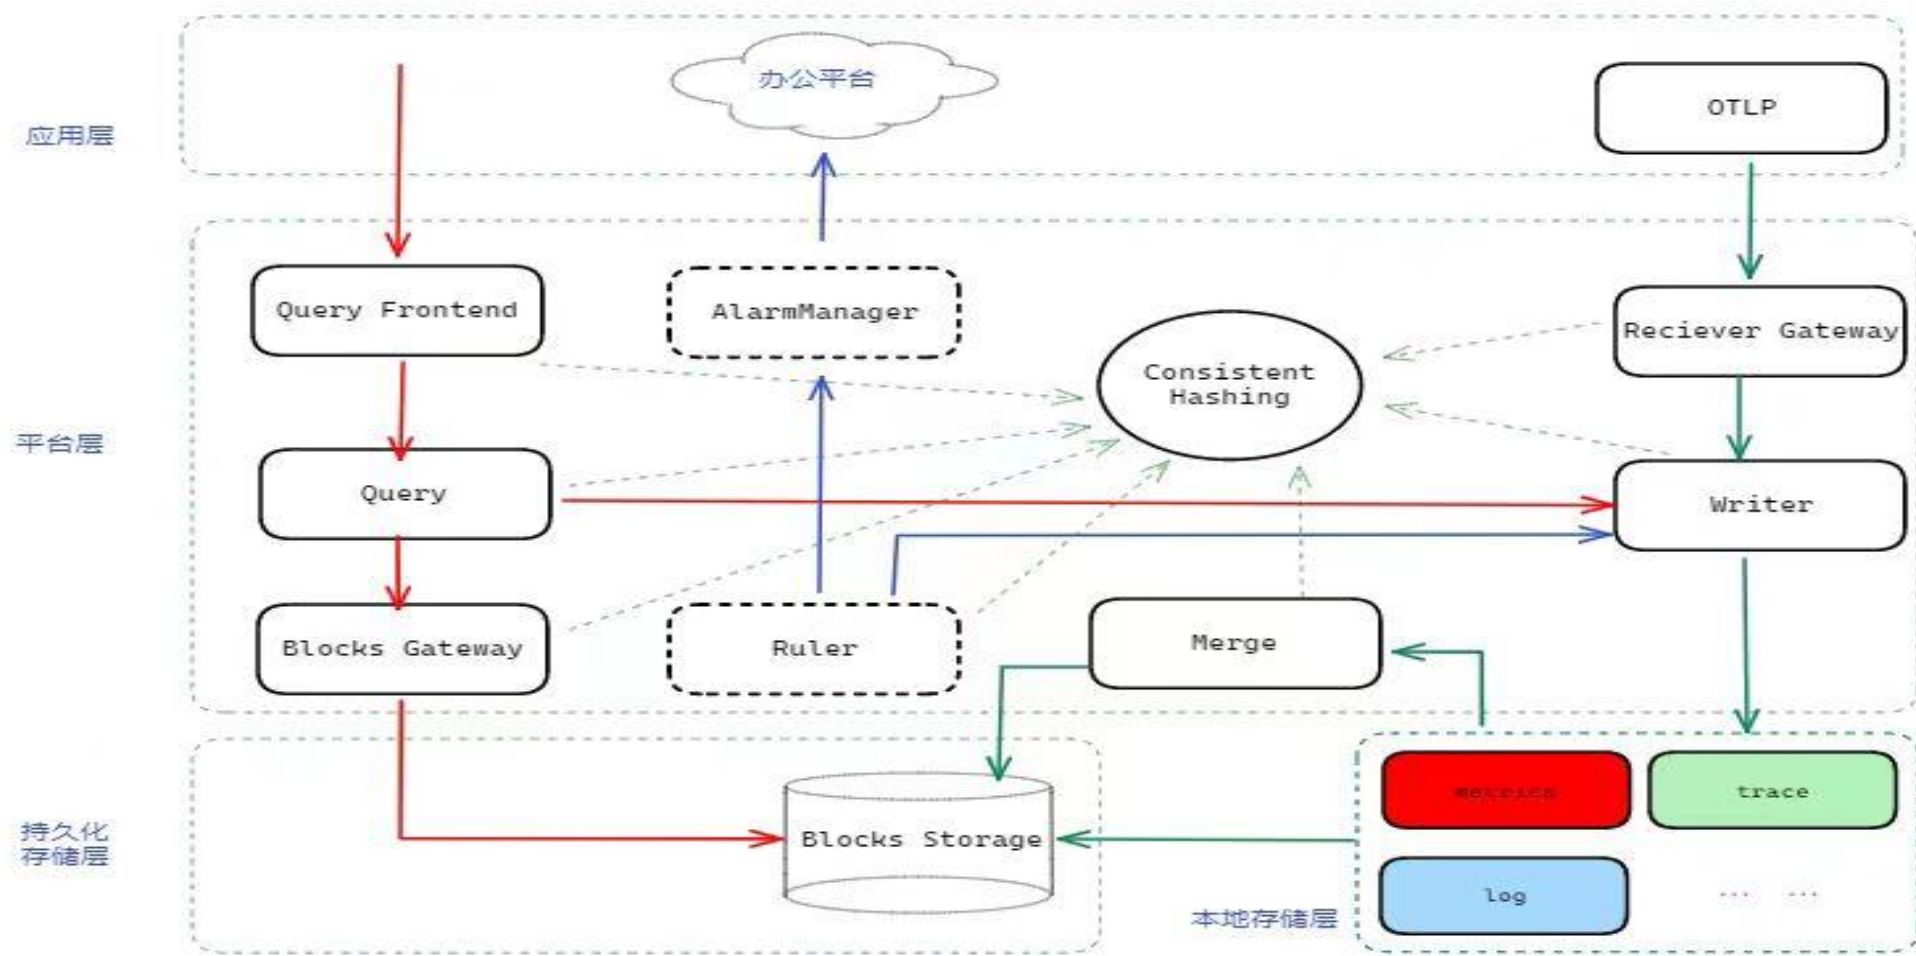 办公平台
OTLP
应用层
Query Frontend
AlarmManager
Reciever Gateway
Consistent
Hashing
平台层
Query
Writer
Blocks Gateway
Ruler
Merge
metrics
trace
持久化
存储层
Blocks Storage
log
... ...
本地存储层